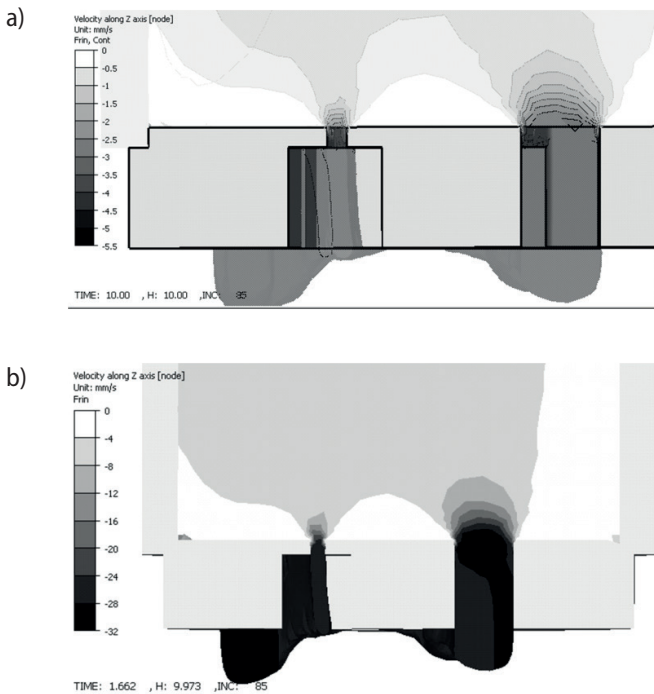 a)
Velocity along Z axis [node]
Unit: mm/s
Frin, Cont
0
-0.5
-1
-1.5
-2
-2.5
-3
-3.5
-4
-4.5
-5
-5.5
TIME: 10.00 , H: 10.00 ,INC: 85
b)
Velocity along Z axis [node]
Unit: mm/s
Frin
0
-4
-8
-12
-16
-20
-24
-28
-32
TIME: 1.662 , H: 9.973 ,INC: 85